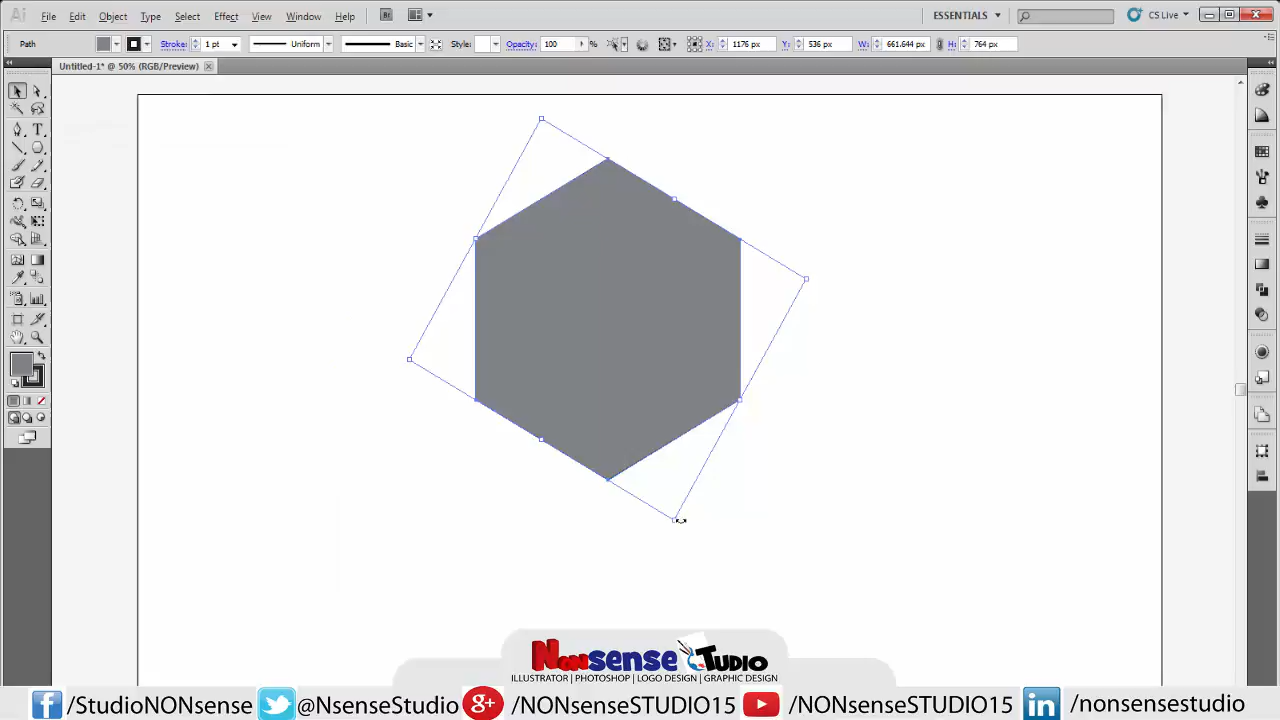 Ai File Edit Object Type Select Effect View Window Help Br ESSENTIALS CS Live
Path Stroke: 1 pt Uniform Basic Style: Opacity: 100 % X: 1176 px Y: 536 px W: 661.644 px H: 764 px
Untitled-1* @ 50% (RGB/Preview)
NONsense sTudio
ILLUSTRATOR | PHOTOSHOP | LOGO DESIGN | GRAPHIC DESIGN
/StudioNONsense @NsenseStudio /NONsenseSTUDIO15 /NONsenseSTUDIO15 /nonsensestudio